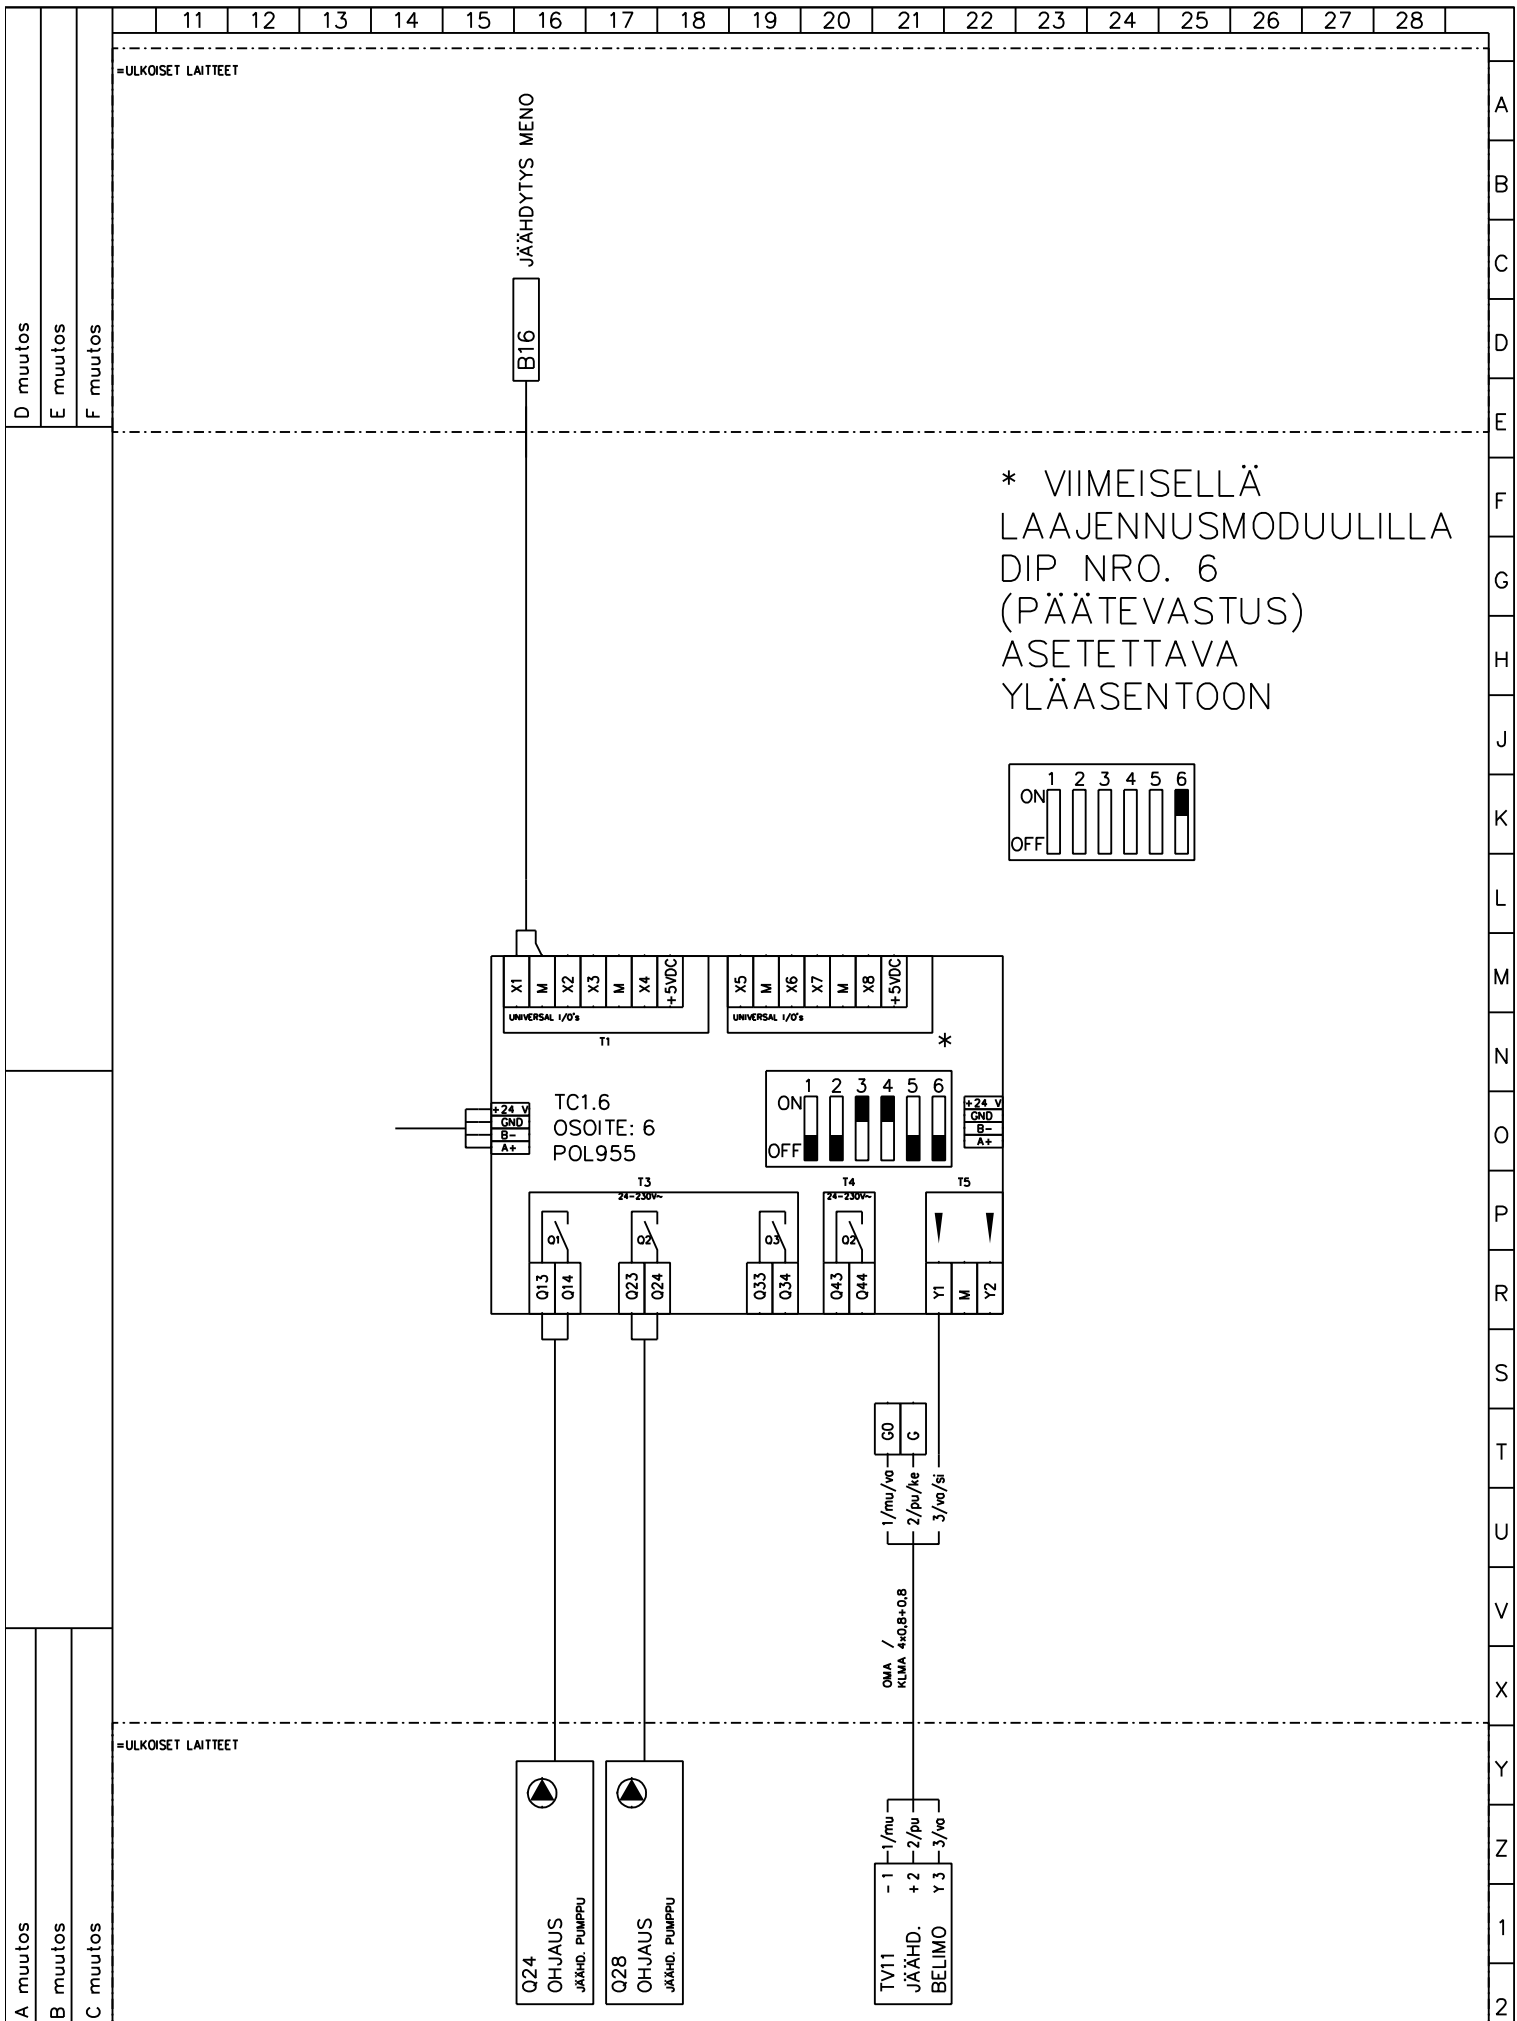 11 12 13 14 15 16 17 18 19 20 21 22 23 24 25 26 27 28
=ULKOISET LAITTEET
A
B
C
D
E
F
G
H
J
K
L
M
N
O
P
R
S
T
U
V
X
Y
Z
1
2
D muutos
E muutos
F muutos
JÄÄHDYTYS MENO
B16
* VIIMEISELLÄ
LAAJENNUSMODUULILLA
DIP NRO. 6
(PÄÄTEVASTUS)
ASETETTAVA
YLÄASENTOON
1 2 3 4 5 6
ON
OFF
X1 M X2 X3 M X4 +5VDC
UNIVERSAL I/O's
T1
X5 M X6 X7 M X8 +5VDC
UNIVERSAL I/O's
*
+24 V
GND
B-
A+
TC1.6
OSOITE: 6
POL955
1 2 3 4 5 6
ON
OFF
+24 V
GND
B-
A+
T3
24-230V~
T4
24-230V~
T5
Q1 Q2 Q3 Q2
Q13 Q14 Q23 Q24 Q33 Q34 Q43 Q44 Y1 M Y2
G0 G
1/mu/va
2/pu/ke
3/va/si
OMA /
KLMA 4x0,8+0,8
=ULKOISET LAITTEET
Q24
OHJAUS
JÄÄHD. PUMPPU
Q28
OHJAUS
JÄÄHD. PUMPPU
1/mu
2/pu
3/va
- 1
+ 2
Y 3
TV11
JÄÄHD.
BELIMO
A muutos
B muutos
C muutos